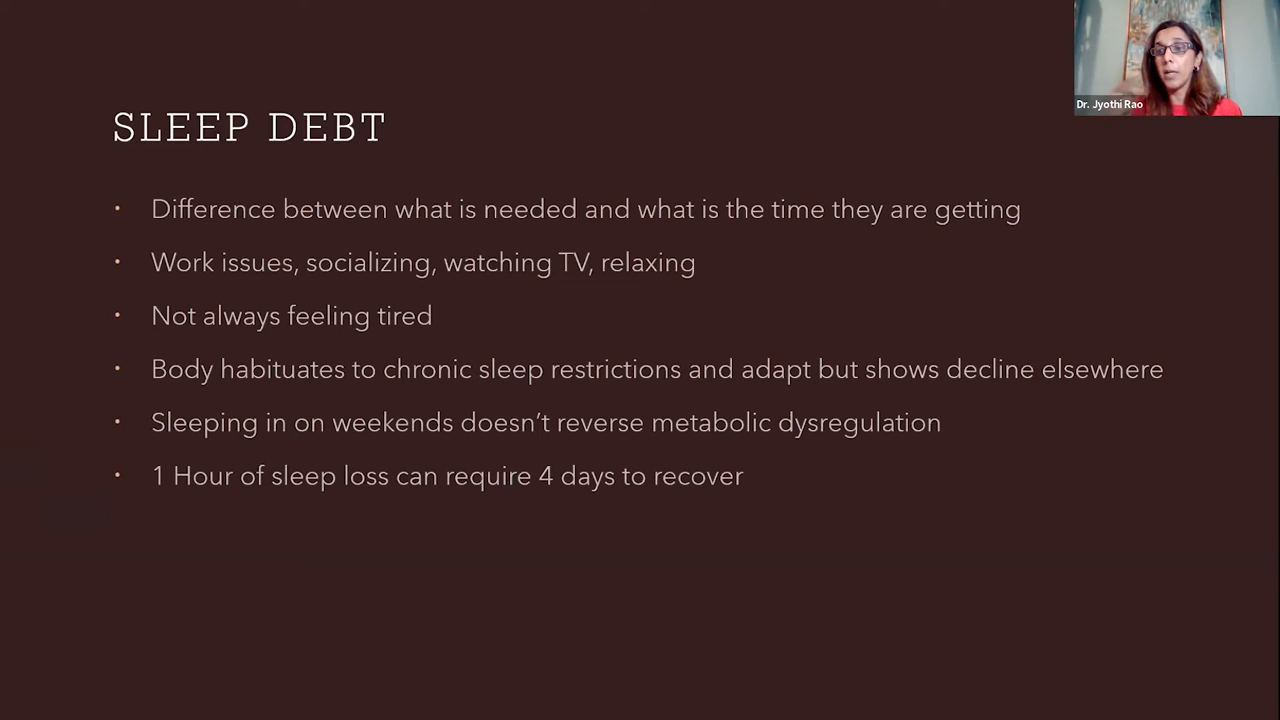 Dr. Jyothi Rao
SLEEP DEBT
• Difference between what is needed and what is the time they are getting
• Work issues, socializing, watching TV, relaxing
• Not always feeling tired
• Body habituates to chronic sleep restrictions and adapt but shows decline elsewhere
• Sleeping in on weekends doesn’t reverse metabolic dysregulation
• 1 Hour of sleep loss can require 4 days to recover